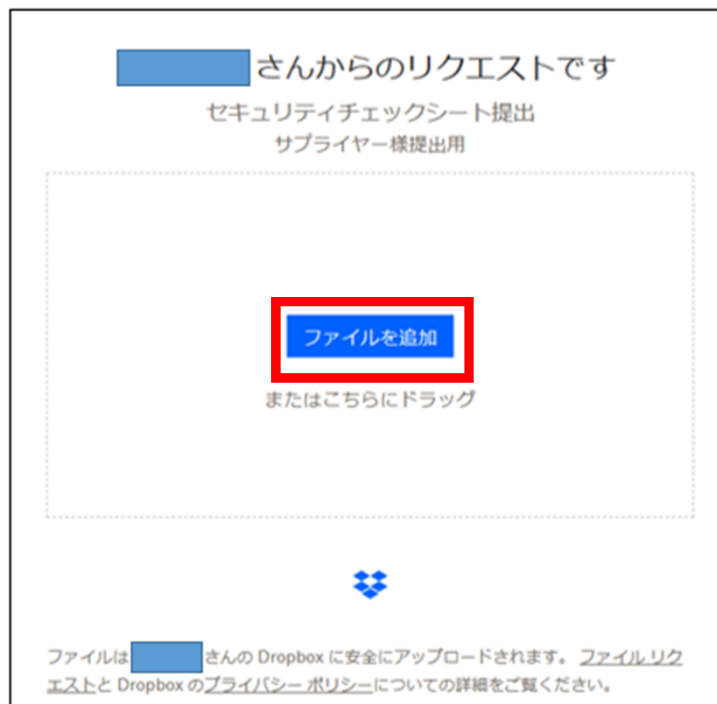 さんからのリクエストです
セキュリティチェックシート提出
サプライヤー様提出用
ファイルを追加
またはこちらにドラッグ
ファイルは さんの Dropbox に安全にアップロードされます。 ファイル リク
エストと Dropbox のプライバシー ポリシーについての詳細をご覧ください。